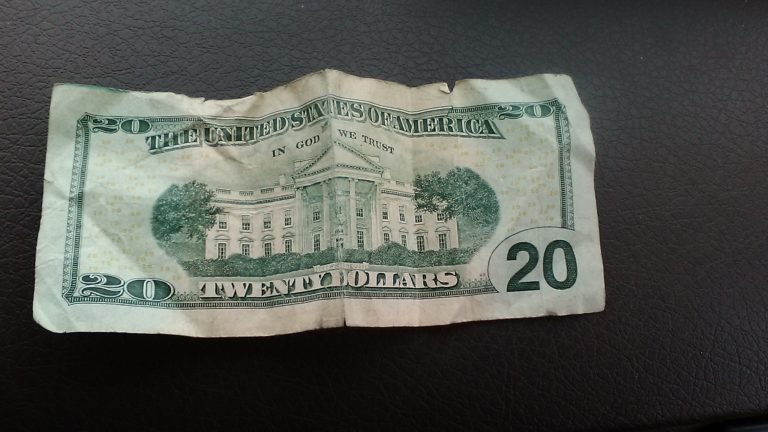 20 20
THE UNITED STATES OF AMERICA
IN GOD WE TRUST
20 TWENTY DOLLARS 20